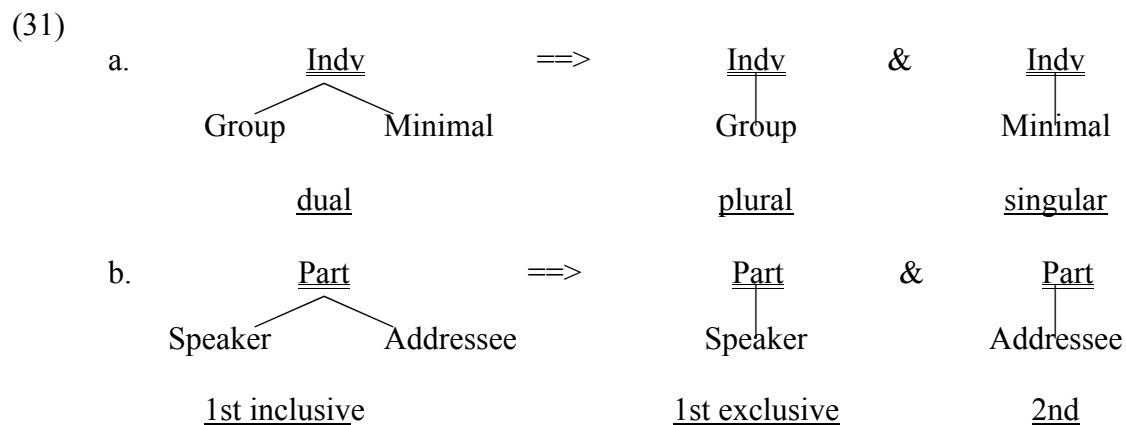 (31)
a. Indv ==> Indv & Indv
Group Minimal Group Minimal
dual plural singular
b. Part ==> Part & Part
Speaker Addressee Speaker Addressee
1st inclusive 1st exclusive 2nd